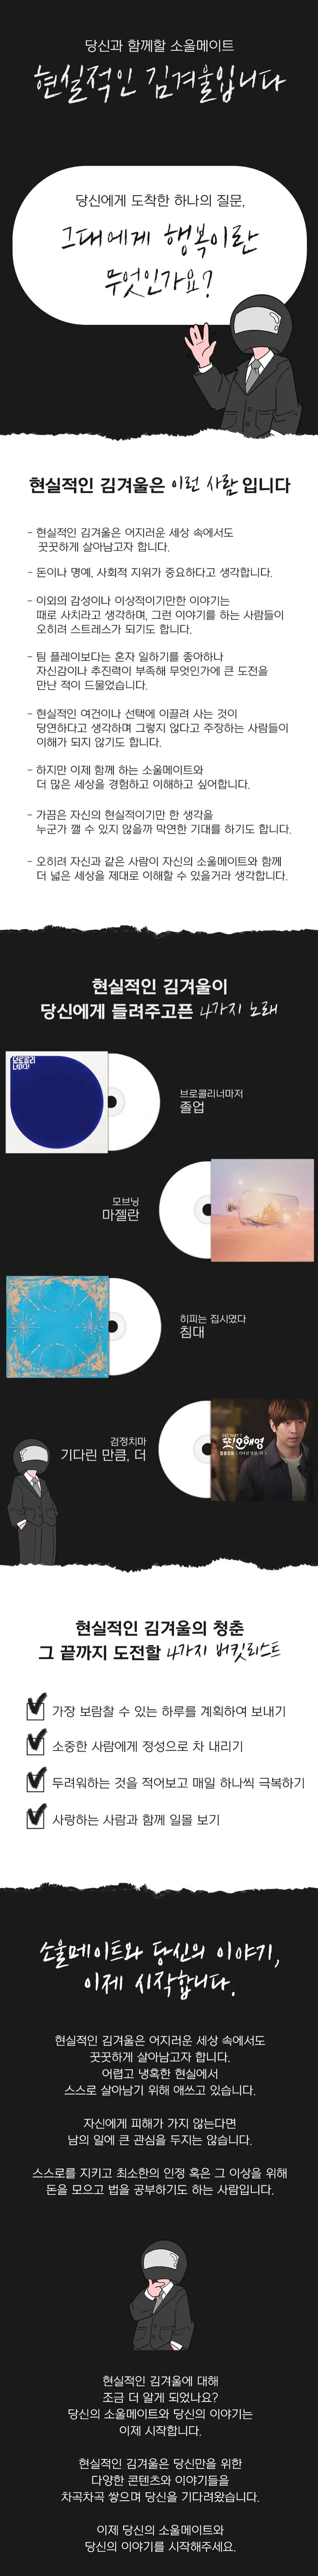 당신과 함께할 소울메이트
현실적인 김겨울입니다
당신에게 도착한 하나의 질문,
그대에게 행복이란
무엇인가요?
현실적인 김겨울은 이런 사람 입니다
- 현실적인 김겨울은 어지러운 세상 속에서도
꿋꿋하게 살아남고자 합니다.
- 돈이나 명예, 사회적 지위가 중요하다고 생각합니다.
- 이외의 감성이나 이상적이기만한 이야기는
때로 사치라고 생각하며, 그런 이야기를 하는 사람들이
오히려 스트레스가 되기도 합니다.
- 팀 플레이보다는 혼자 일하기를 좋아하나
자신감이나 추진력이 부족해 무엇인가에 큰 도전을
만난 적이 드물었습니다.
- 현실적인 여건이나 선택에 이끌려 사는 것이
당연하다고 생각하며 그렇지 않다고 주장하는 사람들이
이해가 되지 않기도 합니다.
- 하지만 이제 함께 하는 소울메이트와
더 많은 세상을 경험하고 이해하고 싶어합니다.
- 가끔은 자신의 현실적이기만 한 생각을
누군가 깰 수 있지 않을까 막연한 기대를 하기도 합니다.
- 오히려 자신과 같은 사람이 자신의 소울메이트와 함께
더 넓은 세상을 제대로 이해할 수 있을거라 생각합니다.
현실적인 김겨울이
당신에게 들려주고픈 4가지 노래
브로콜리
너마저
브로콜리너마저
졸업
모브닝
마젤란
히피는 집시였다
침대
검정치마
기다린 만큼, 더
또!오해영
현실적인 김겨울의 청춘
그 끝까지 도전할 4가지 버킷리스트
가장 보람찰 수 있는 하루를 계획하여 보내기
소중한 사람에게 정성으로 차 내리기
두려워하는 것을 적어보고 매일 하나씩 극복하기
사랑하는 사람과 함께 일몰 보기
소울메이트와 당신의 이야기,
이제 시작합니다.
현실적인 김겨울은 어지러운 세상 속에서도
꿋꿋하게 살아남고자 합니다.
어렵고 냉혹한 현실에서
스스로 살아남기 위해 애쓰고 있습니다.
자신에게 피해가 가지 않는다면
남의 일에 큰 관심을 두지는 않습니다.
스스로를 지키고 최소한의 인정 혹은 그 이상을 위해
돈을 모으고 법을 공부하기도 하는 사람입니다.
현실적인 김겨울에 대해
조금 더 알게 되었나요?
당신의 소울메이트와 당신의 이야기는
이제 시작합니다.
현실적인 김겨울은 당신만을 위한
다양한 콘텐츠와 이야기들을
차곡차곡 쌓으며 당신을 기다려왔습니다.
이제 당신의 소울메이트와
당신의 이야기를 시작해주세요.